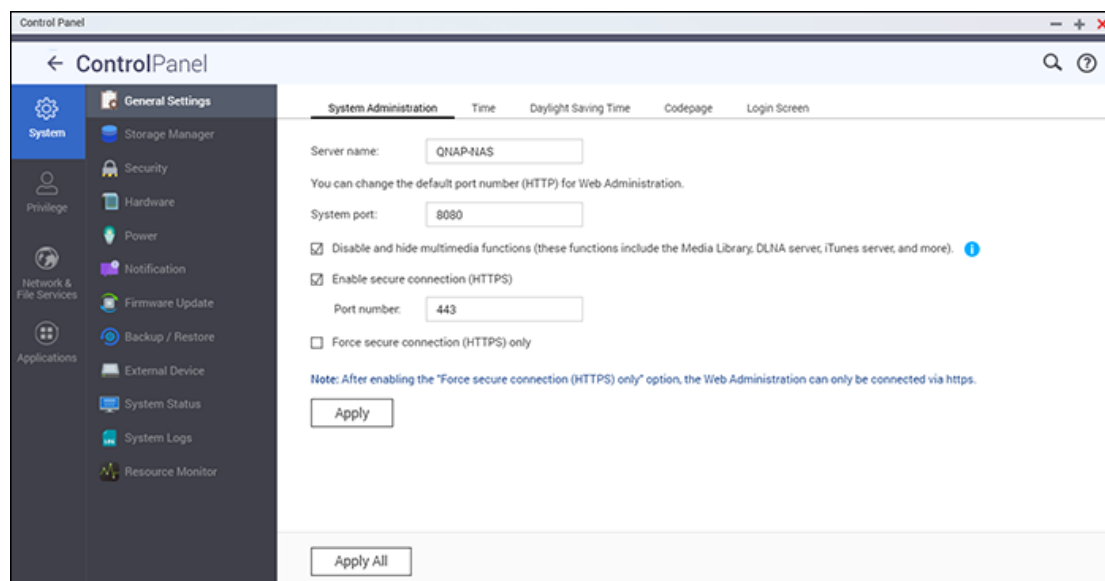 Control Panel
ControlPanel
System
Privilege
Network &
File Services
Applications
General Settings
Storage Manager
Security
Hardware
Power
Notification
Firmware Update
Backup / Restore
External Device
System Status
System Logs
Resource Monitor
System Administration Time Daylight Saving Time Codepage Login Screen
Server name: QNAP-NAS
You can change the default port number (HTTP) for Web Administration.
System port: 8080
Disable and hide multimedia functions (these functions include the Media Library, DLNA server, iTunes server, and more).
Enable secure connection (HTTPS)
Port number: 443
Force secure connection (HTTPS) only
Note: After enabling the "Force secure connection (HTTPS) only" option, the Web Administration can only be connected via https.
Apply
Apply All